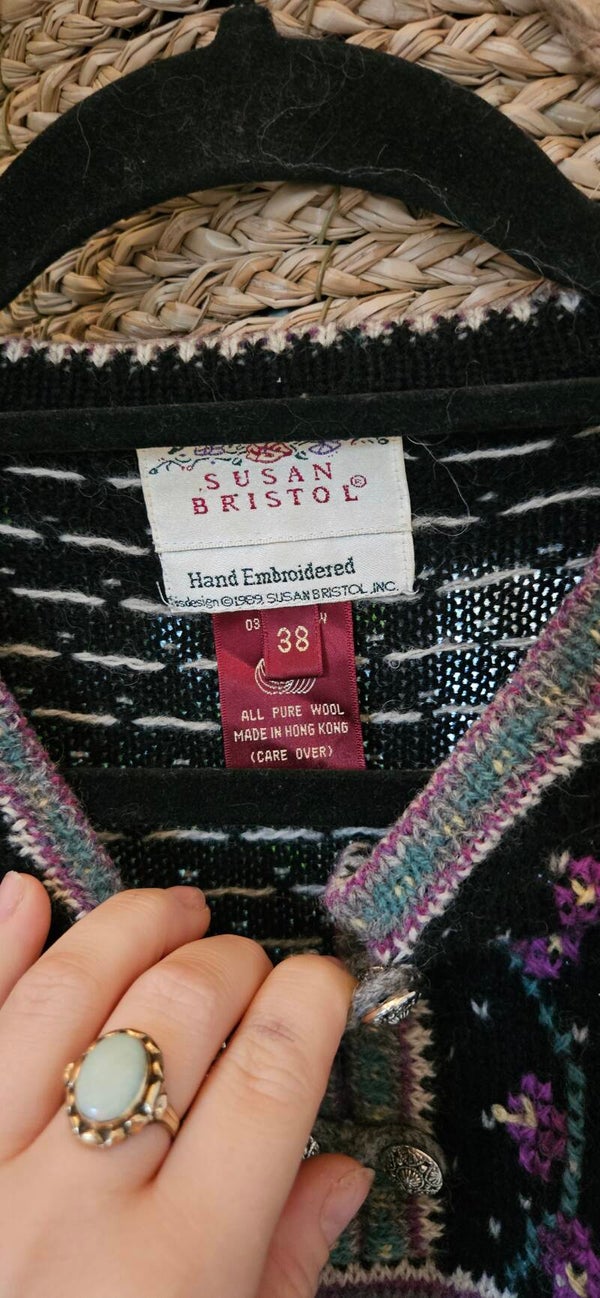 SUSAN
BRISTOL®
Hand Embroidered
design © 1989, SUSAN BRISTOL, INC.
03
38
ALL PURE WOOL
MADE IN HONG KONG
(CARE OVER)